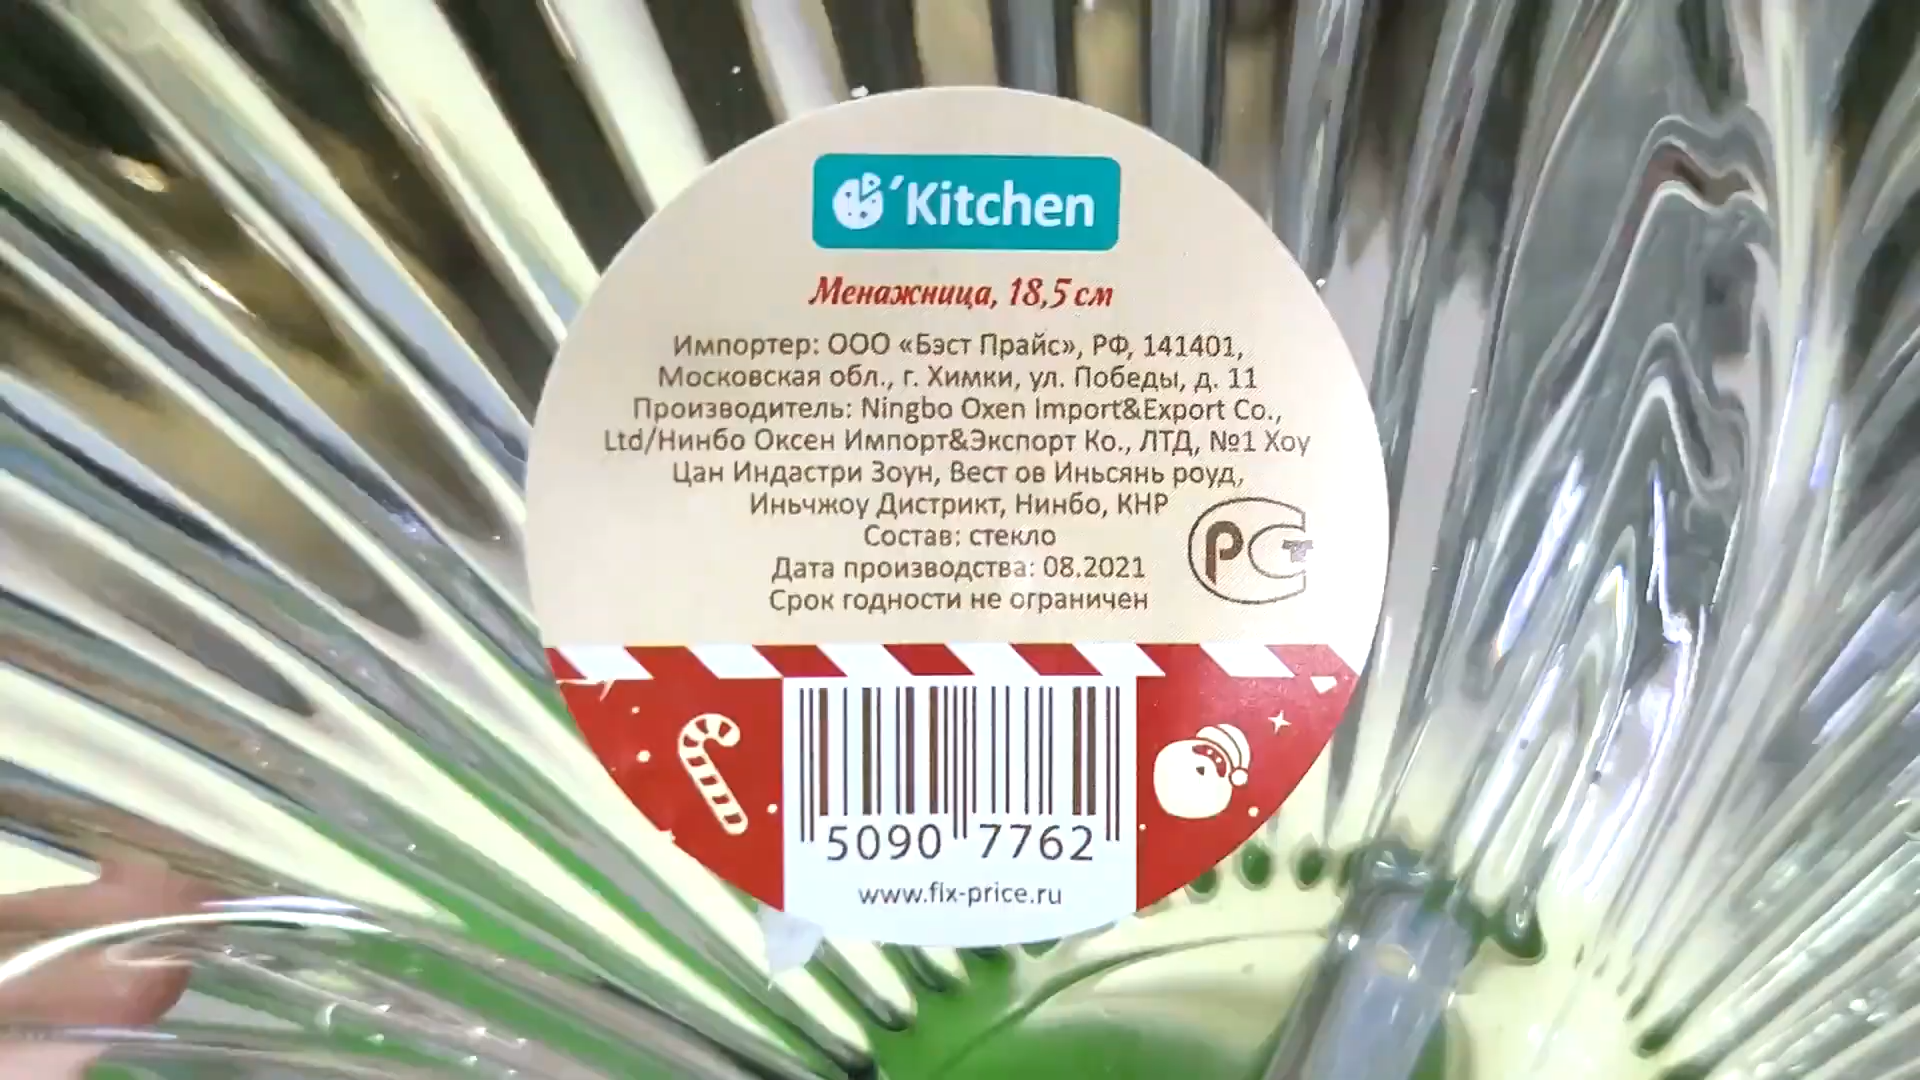 ´Kitchen
Менажница, 18,5 см
Импортер: ООО «Бэст Прайс», РФ, 141401,
Московская обл., г. Химки, ул. Победы, д. 11
Производитель: Ningbo Oxen Import&Export Co.,
Ltd/Нинбо Оксен Импорт&Экспорт Ко., ЛТД, №1 Хоу
Цан Индастри Зоун, Вест ов Иньсянь роуд,
Иньчжоу Дистрикт, Нинбо, КНР
Состав: стекло
Дата производства: 08.2021
Срок годности не ограничен
РСТ
5090 7762
www.fix-price.ru